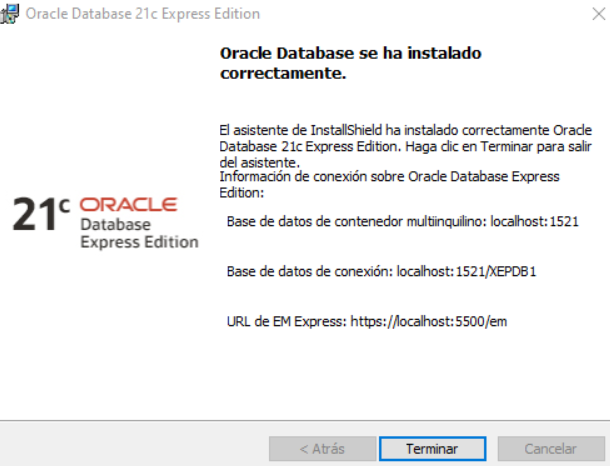 Oracle Database 21c Express Edition
Oracle Database se ha instalado
correctamente.
El asistente de InstallShield ha instalado correctamente Oracle
Database 21c Express Edition. Haga clic en Terminar para salir
del asistente.
Información de conexión sobre Oracle Database Express
Edition:
21c ORACLE
Database
Express Edition
Base de datos de contenedor multiinquilino: localhost:1521
Base de datos de conexión: localhost:1521/XEPDB1
URL de EM Express: https://localhost:5500/em
< Atrás
Terminar
Cancelar